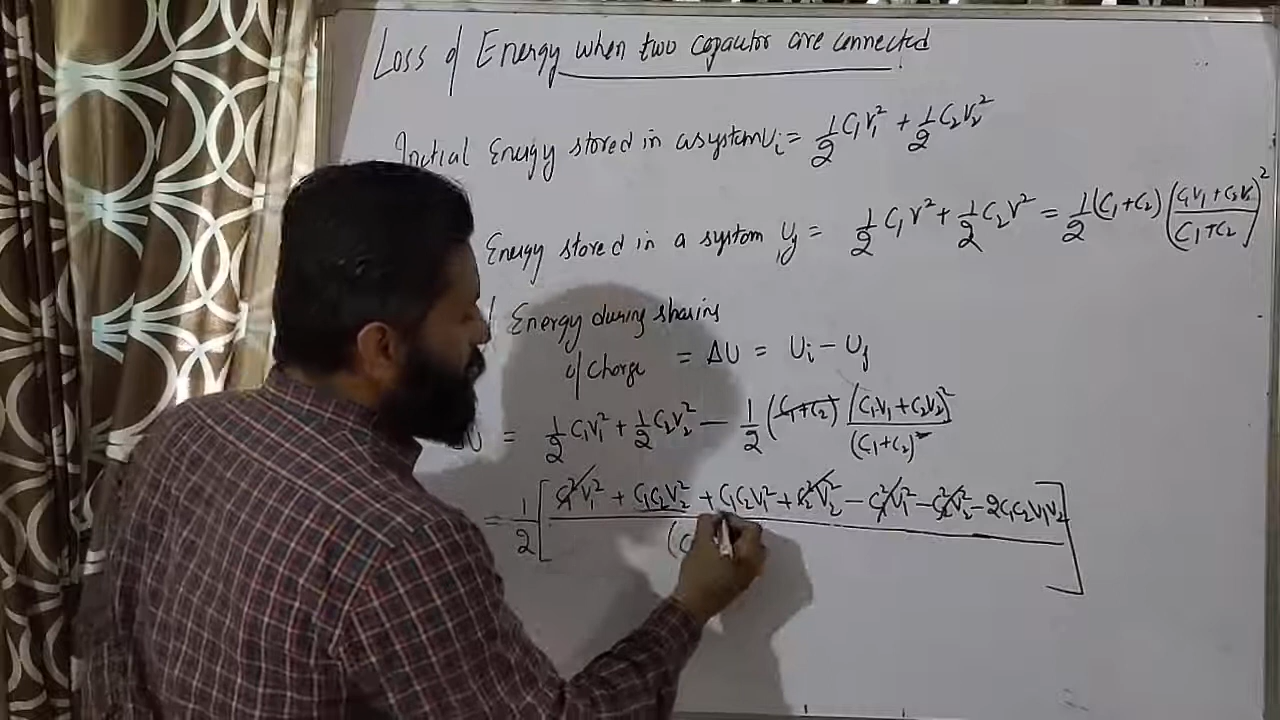 Loss of Energy when two capacitor are connected
Initial Energy stored in a system Ui = 1/2 C₁V₁² + 1/2 C₂V₂²
Energy stored in a system Uf = 1/2 C₁V² + 1/2 C₂V² = 1/2 (C₁+C₂) ((C₁V₁+C₂V₂)/(C₁+C₂))²
Energy during sharing
of charge = ΔU = Ui − Uf
U = 1/2 C₁V₁² + 1/2 C₂V₂² − 1/2 (C₁+C₂) (C₁V₁+C₂V₂)²/(C₁+C₂)²
= 1/2 [C₁²V₁² + C₁C₂V₂² + C₁C₂V₁² + C₂²V₂² − C₁²V₁² − C₂²V₂² − 2C₁C₂V₁V₂]
(C